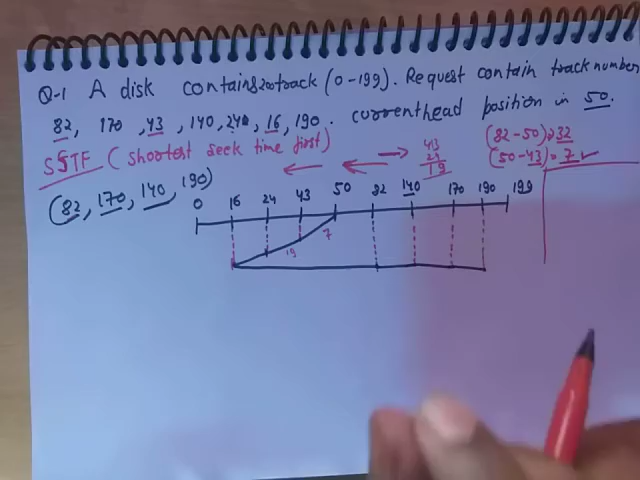 Q-1 A disk contains 200 track (0-199). Request contain track number
82, 170, 43, 140, 24, 16, 190. current head position in 50.
SSTF (shortest seek time first)
43
24
19
(82-50)=32
(50-43)=7 ✓
(82, 170, 140, 190)
0 16 24 43 50 82 140 170 190 199
19 7